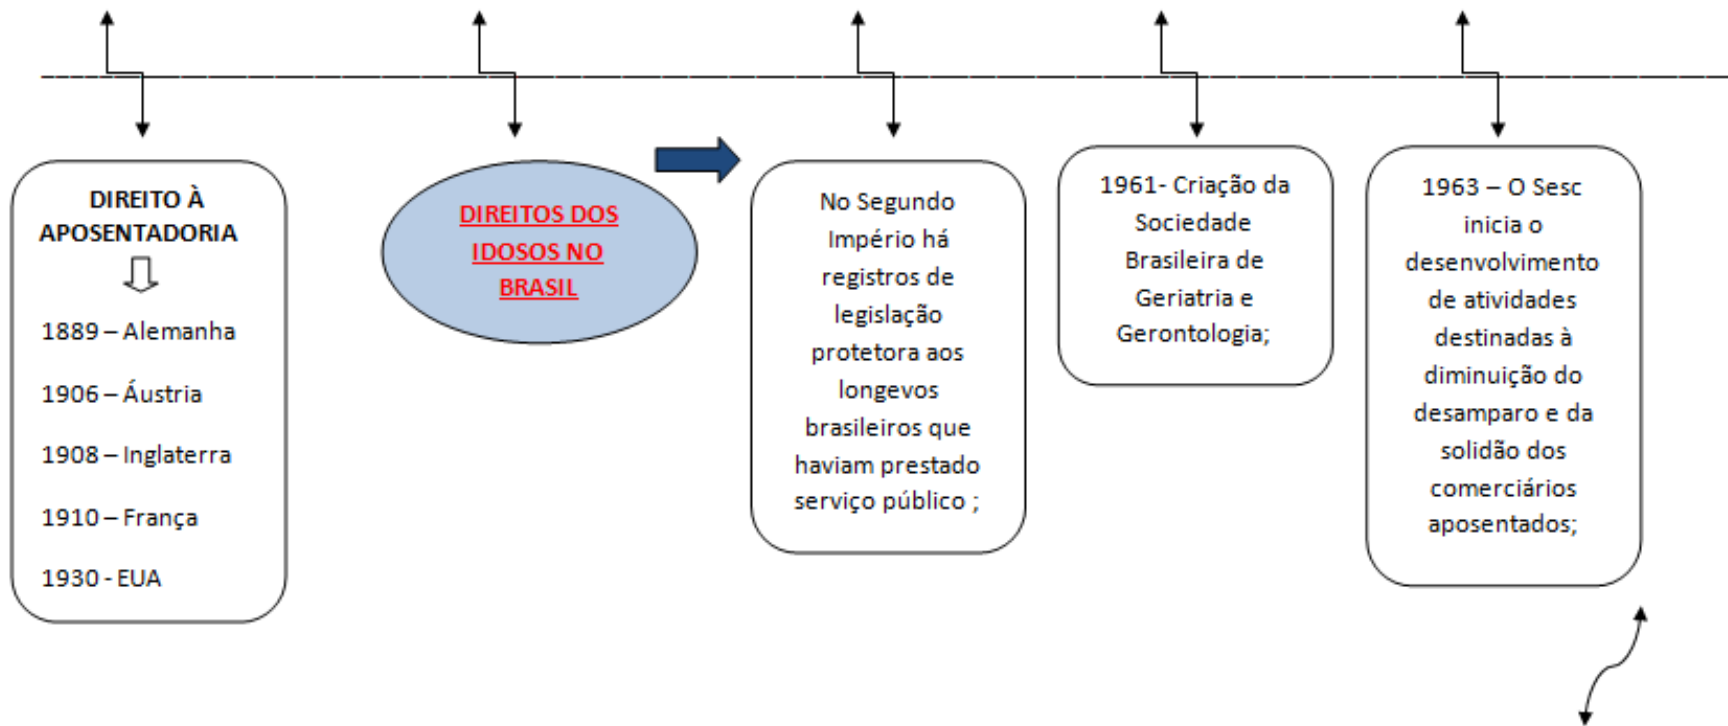 DIREITO À
APOSENTADORIA
1889 – Alemanha
1906 – Áustria
1908 – Inglaterra
1910 – França
1930 - EUA
DIREITOS DOS
IDOSOS NO
BRASIL
No Segundo
Império há
registros de
legislação
protetora aos
longevos
brasileiros que
haviam prestado
serviço público ;
1961- Criação da
Sociedade
Brasileira de
Geriatria e
Gerontologia;
1963 – O Sesc
inicia o
desenvolvimento
de atividades
destinadas à
diminuição do
desamparo e da
solidão dos
comerciários
aposentados;